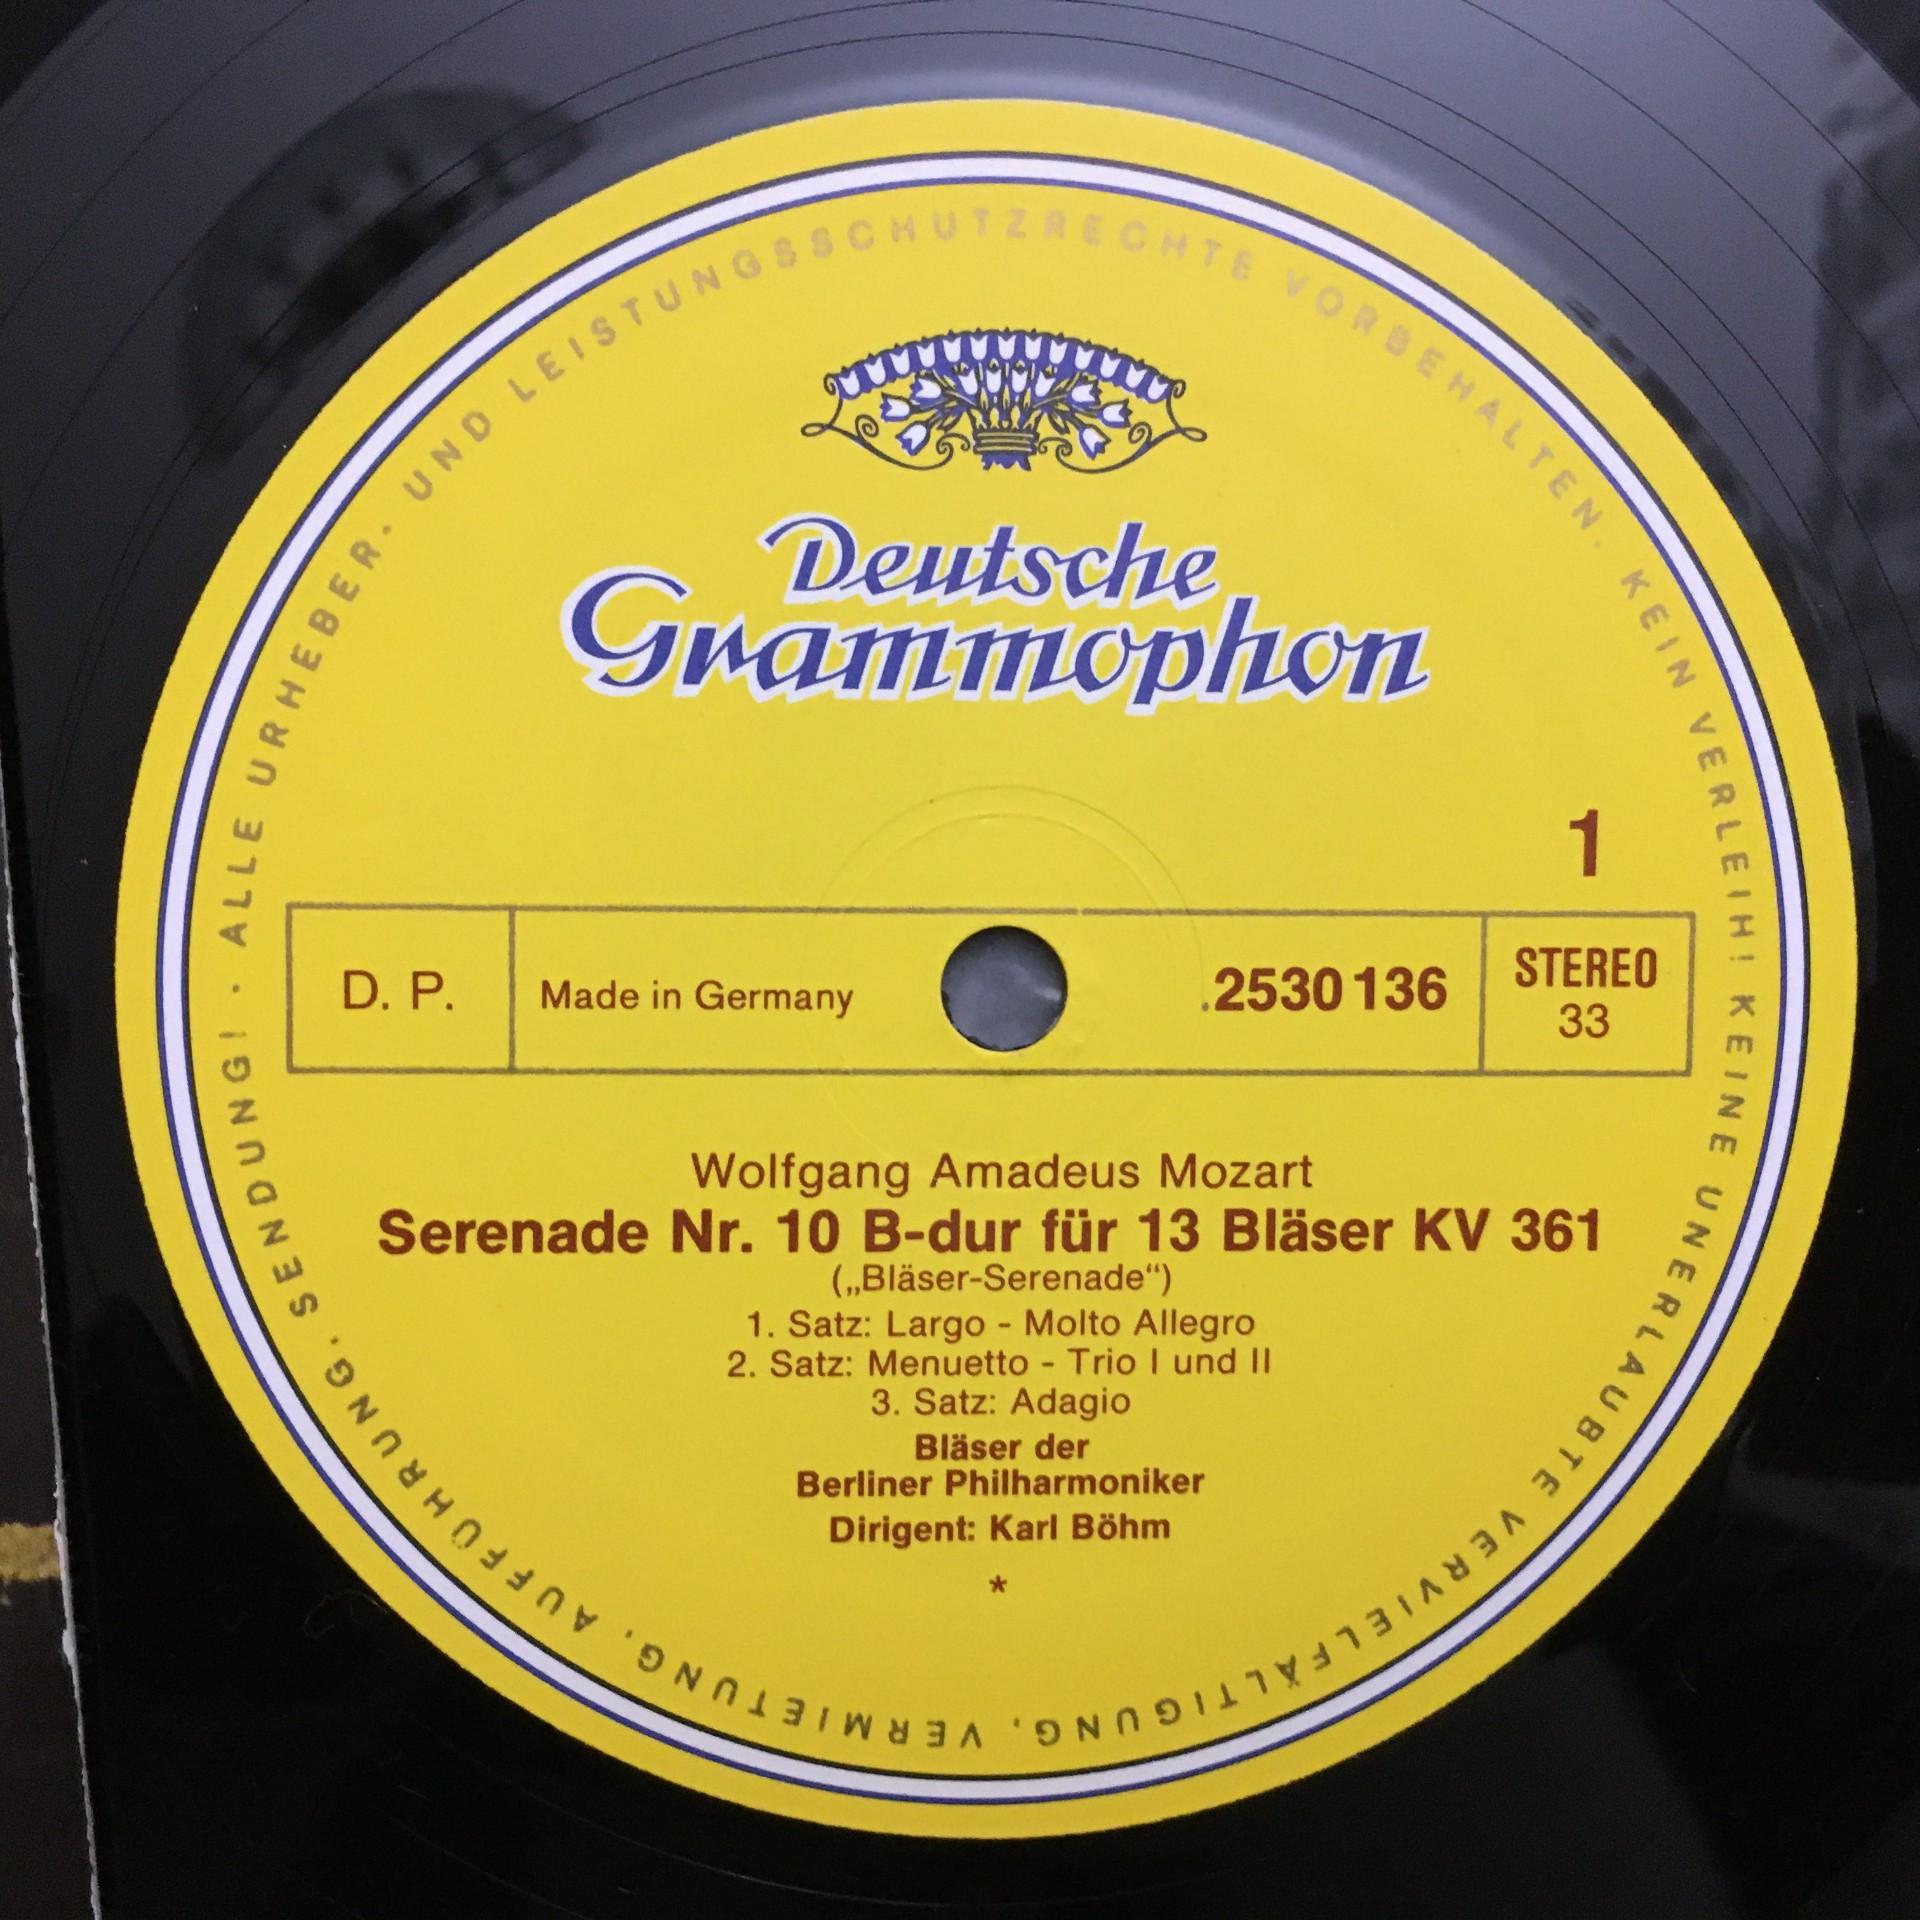 ALLE URHEBER- UND LEISTUNGSSCHUTZRECHTE VORBEHALTEN. KEIN VERLEIH! KEINE UNERLAUBTE VERVIELFÄLTIGUNG, VERMIETUNG, AUFFÜHRUNG, SENDUNG! ·
Deutsche
Grammophon
1
D. P.
Made in Germany
.2530 136
STEREO
33
Wolfgang Amadeus Mozart
Serenade Nr. 10 B-dur für 13 Bläser KV 361
(„Bläser-Serenade“)
1. Satz: Largo - Molto Allegro
2. Satz: Menuetto - Trio I und II
3. Satz: Adagio
Bläser der
Berliner Philharmoniker
Dirigent: Karl Böhm
*